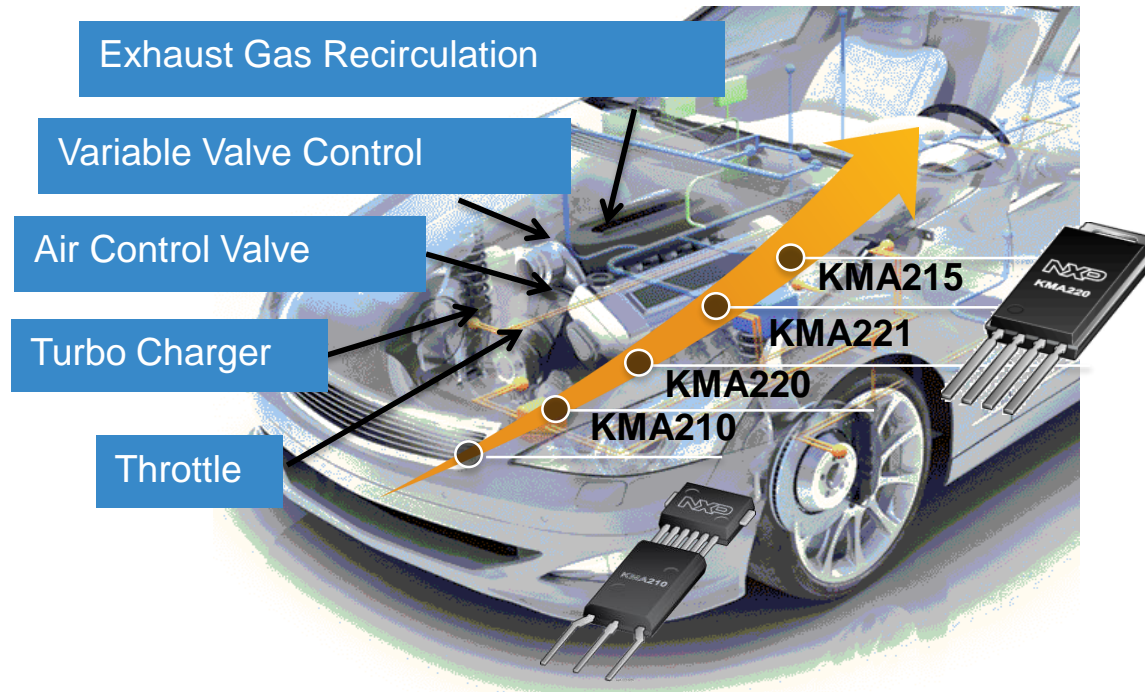 Exhaust Gas Recirculation
Variable Valve Control
Air Control Valve
Turbo Charger
Throttle
KMA215
KMA221
KMA220
KMA210
NXP
KMA220
NXP
KMA210